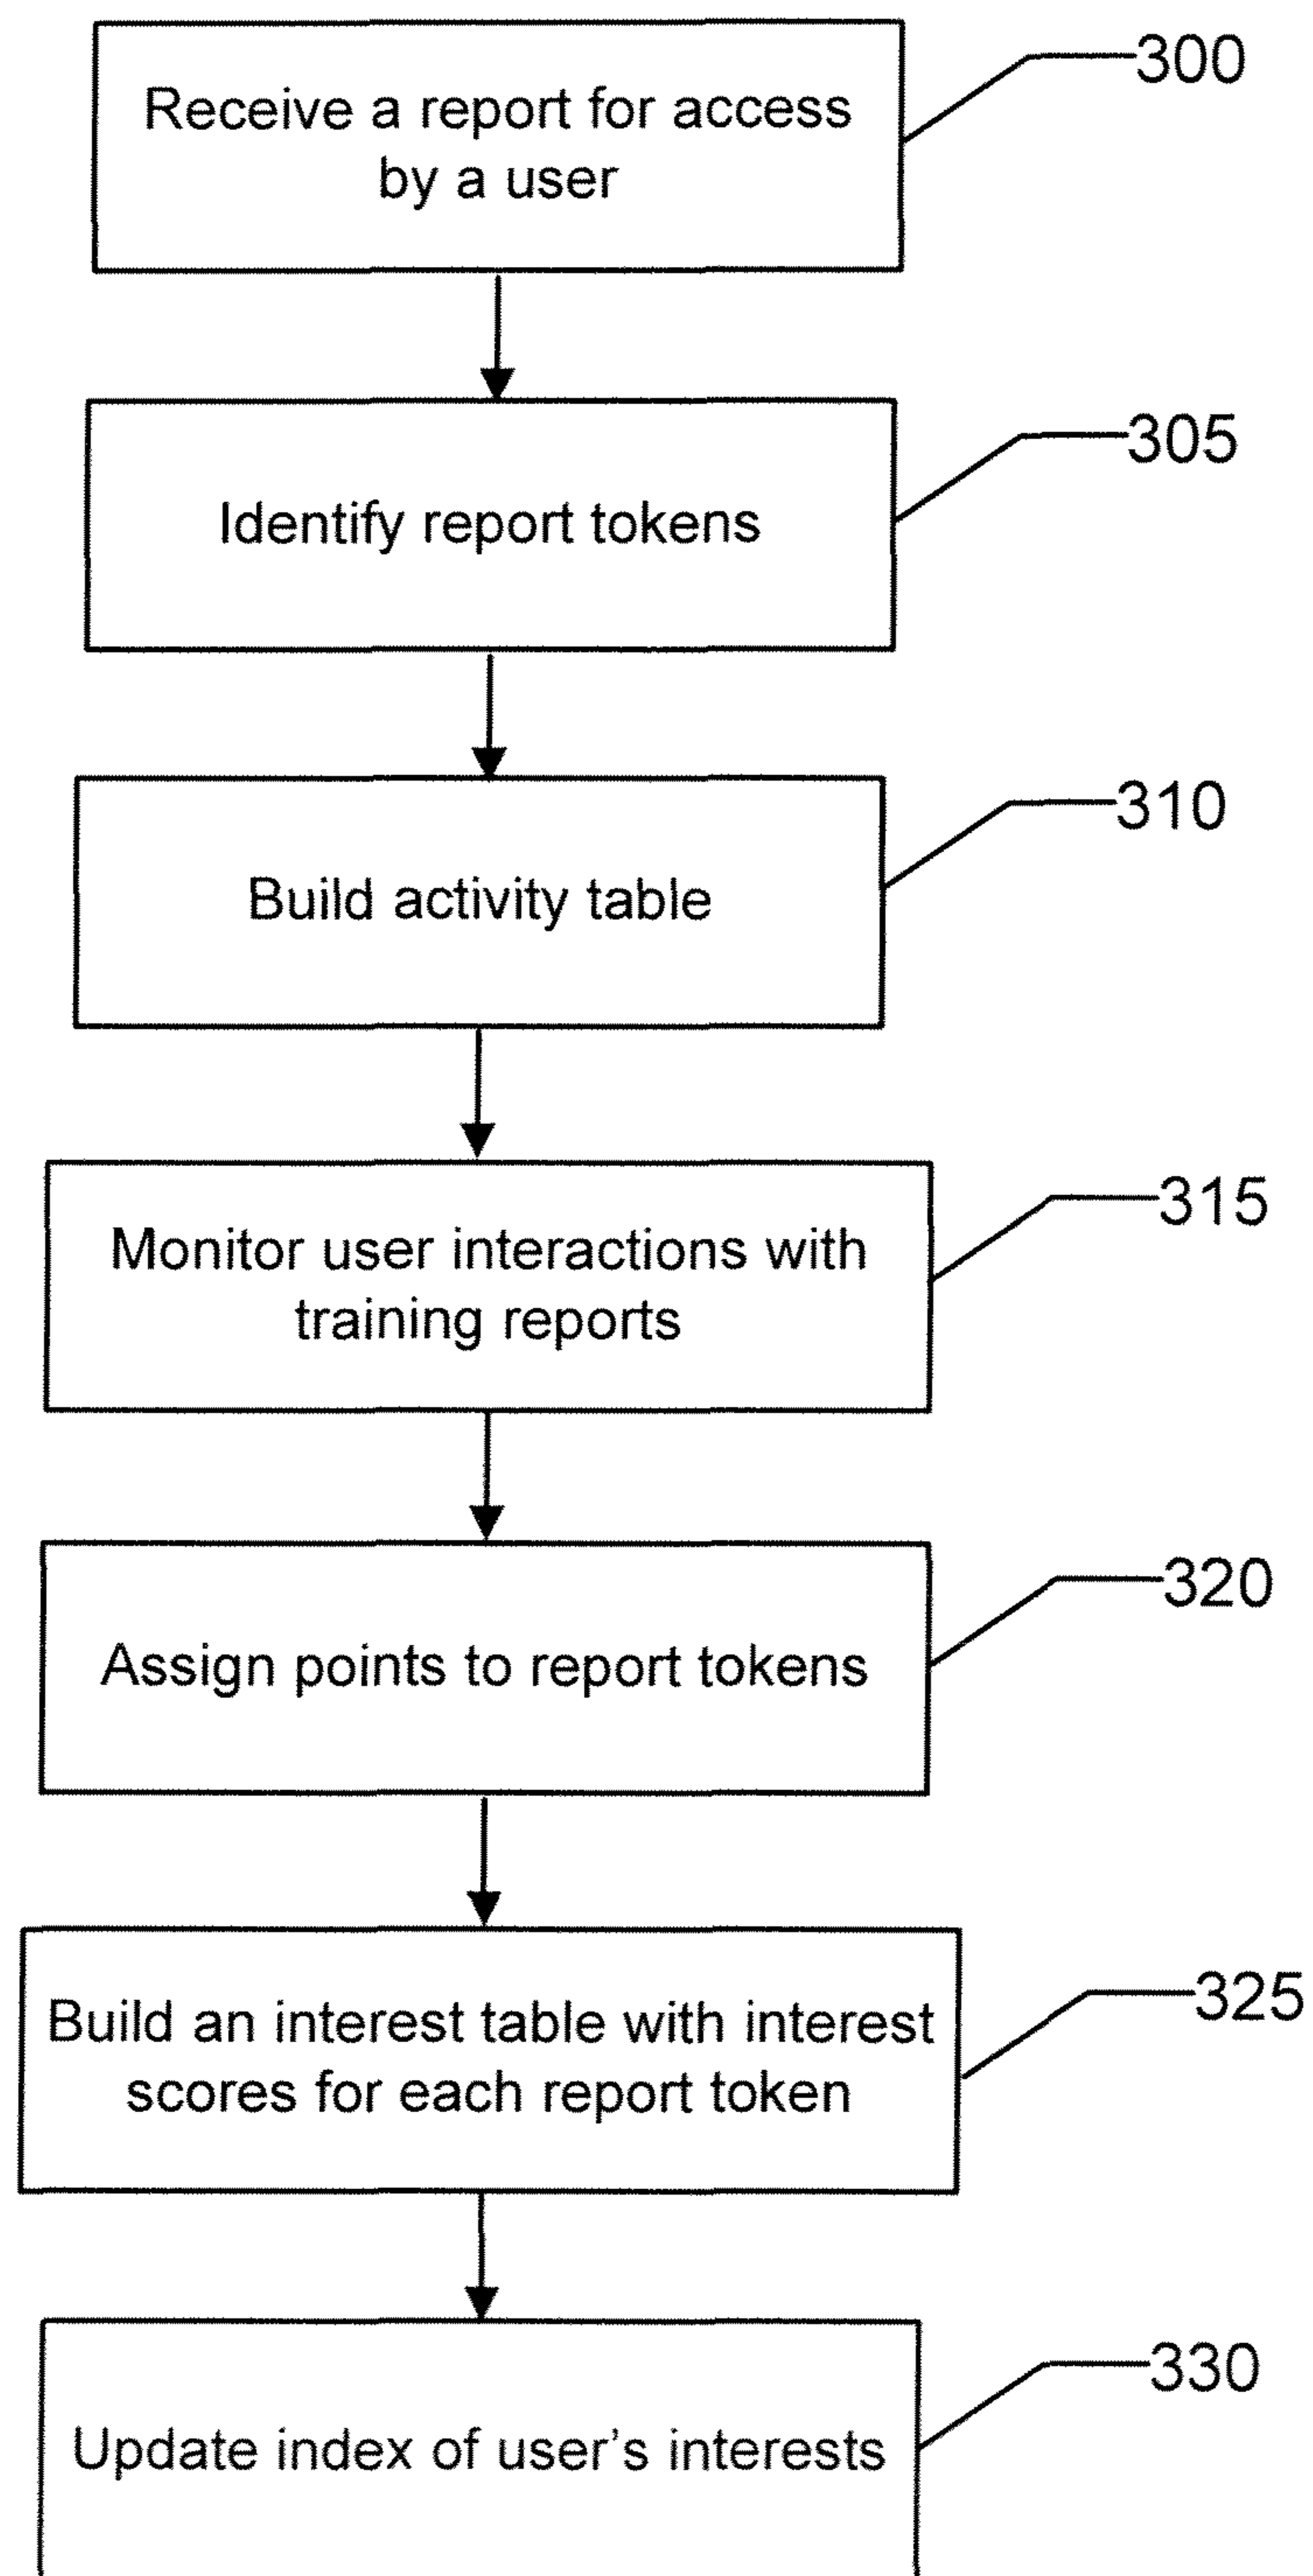 Receive a report for access
by a user
300
Identify report tokens
305
Build activity table
310
Monitor user interactions with
training reports
315
Assign points to report tokens
320
Build an interest table with interest
scores for each report token
325
Update index of user's interests
330